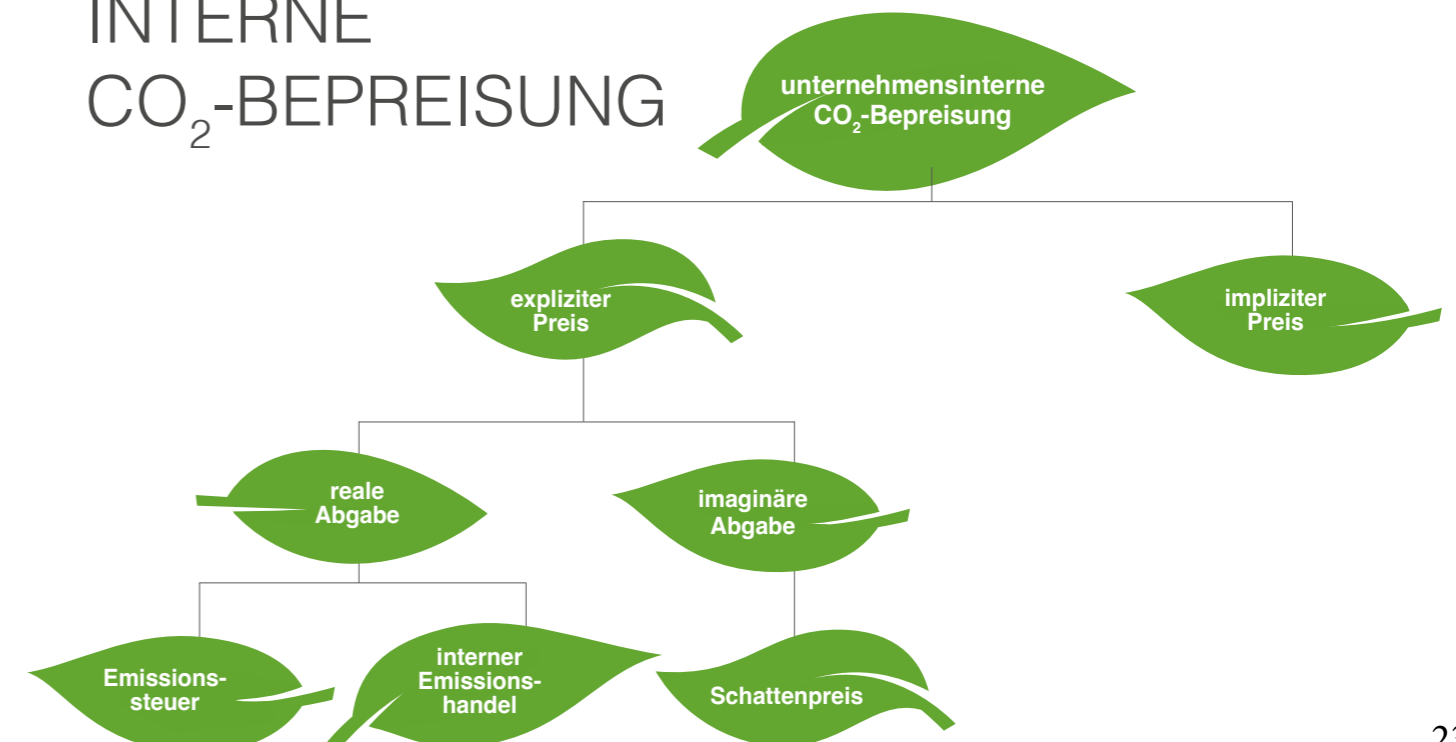 INTERNE
CO₂-BEPREISUNG
unternehmensinterne
CO₂-Bepreisung
expliziter
Preis
impliziter
Preis
reale
Abgabe
imaginäre
Abgabe
Emissions-
steuer
interner
Emissions-
handel
Schattenpreis